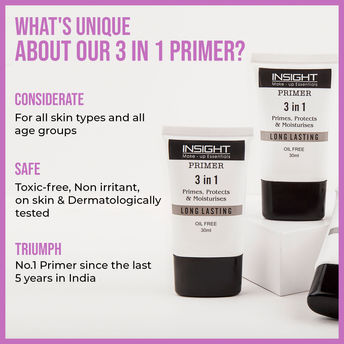 WHAT'S UNIQUE
ABOUT OUR 3 IN 1 PRIMER?
CONSIDERATE
For all skin types and all
age groups
SAFE
Toxic-free, Non irritant,
on skin & Dermatologically
tested
TRIUMPH
No.1 Primer since the last
5 years in India
INSIGHT
Make-up Essentials
PRIMER
3 in 1
Primes, Protects
& Moisturises
LONG LASTING
OIL FREE
30ml
INSIGHT
Make-up Essentials
PRIMER
3 in 1
Primes, Protects
& Moisturises
LONG LASTING
OIL FREE
30ml